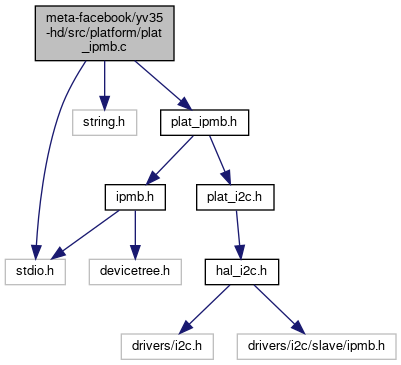 meta-facebook/yv35
-hd/src/platform/plat
_ipmb.c
string.h
plat_ipmb.h
ipmb.h
plat_i2c.h
stdio.h
devicetree.h
hal_i2c.h
drivers/i2c.h
drivers/i2c/slave/ipmb.h